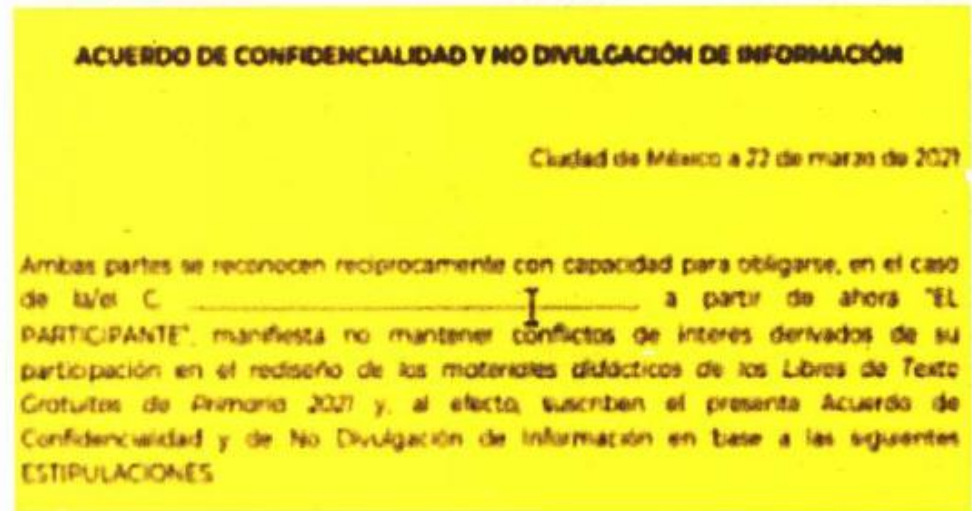 ACUERDO DE CONFIDENCIALIDAD Y NO DIVULGACIÓN DE INFORMACIÓN
Ciudad de México a 22 de marzo de 2021
Ambas partes se reconocen recíprocamente con capacidad para obligarse, en el caso
de la/el C. ______________________ a partir de ahora "EL
PARTICIPANTE", manifiesta no mantener conflictos de interes derivados de su
participación en el rediseño de los materiales didácticos de los Libros de Texto
Gratuitos de Primaria 2021 y, al efecto, suscriben el presente Acuerdo de
Confidencialidad y de No Divulgación de Información en base a las siguientes
ESTIPULACIONES